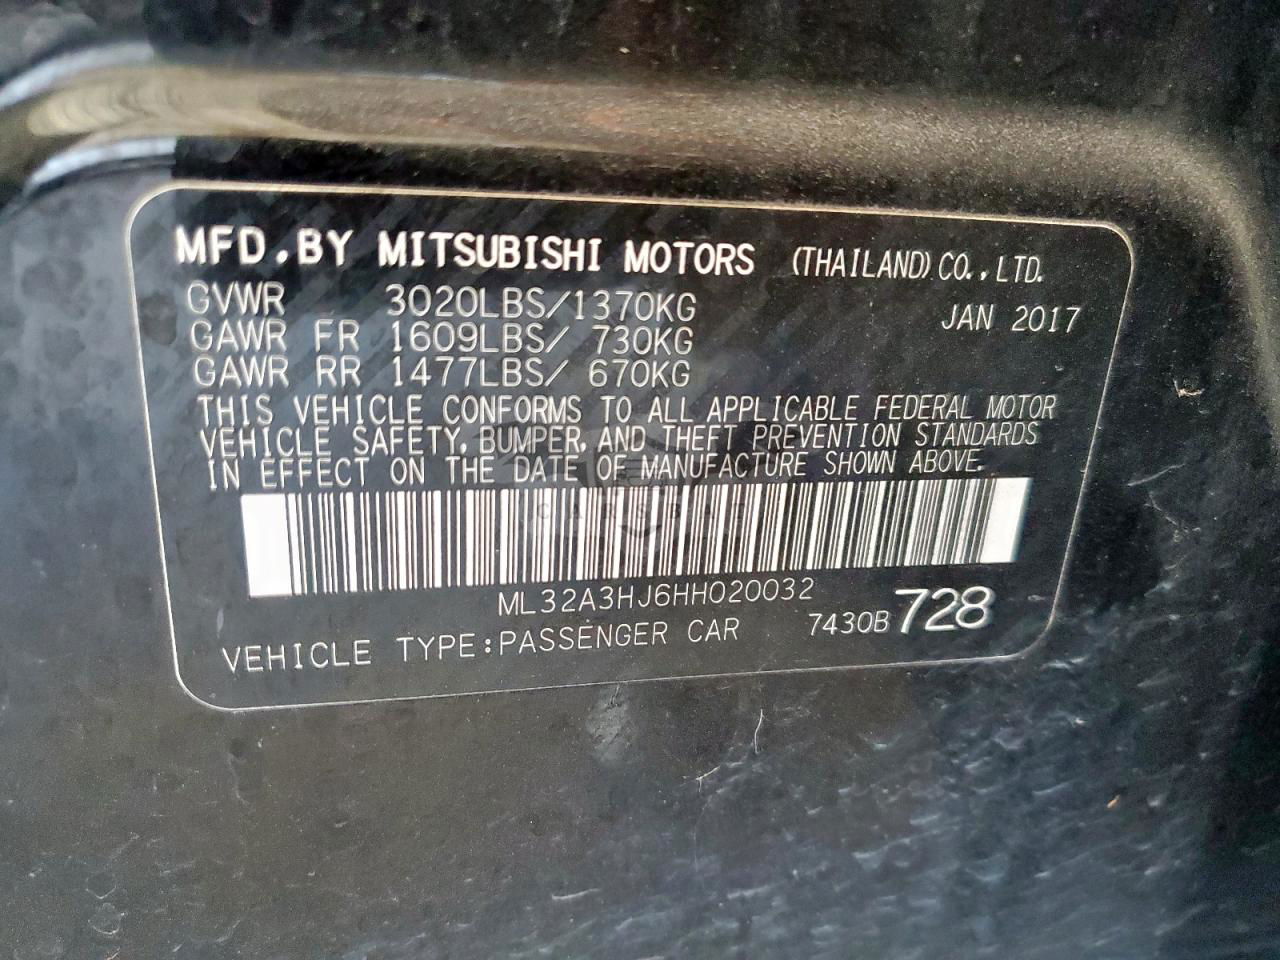 MFD.BY MITSUBISHI MOTORS (THAILAND) CO.,LTD.
GVWR 3020LBS/1370KG JAN 2017
GAWR FR 1609LBS/ 730KG
GAWR RR 1477LBS/ 670KG
THIS VEHICLE CONFORMS TO ALL APPLICABLE FEDERAL MOTOR
VEHICLE SAFETY, BUMPER, AND THEFT PREVENTION STANDARDS
IN EFFECT ON THE DATE OF MANUFACTURE SHOWN ABOVE.
CARSBAR
ML32A3HJ6HH020032
7430B 728
VEHICLE TYPE:PASSENGER CAR